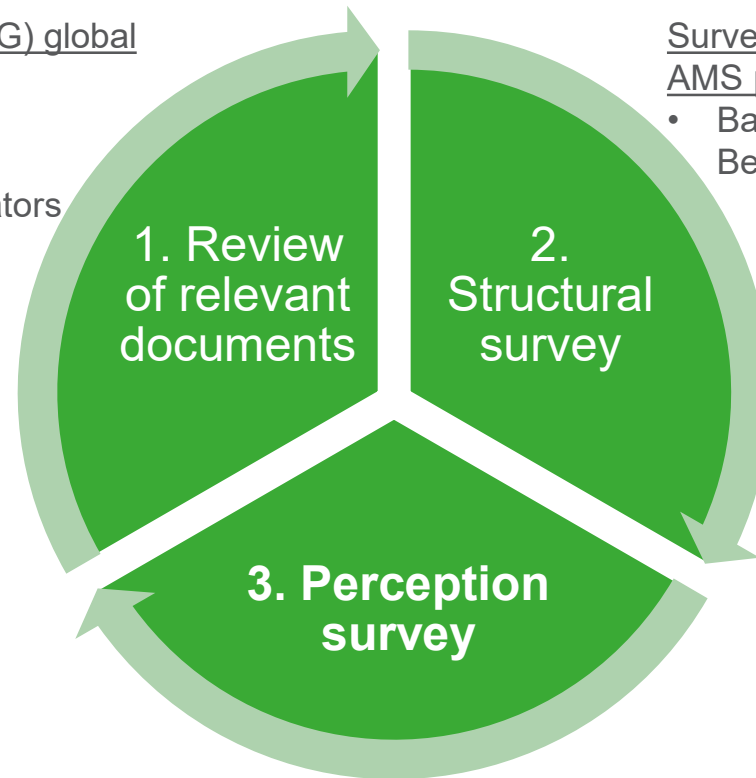 G) global
ators
1. Review
of relevant
documents
Surve
AMS
• Ba
Be
2.
Structural
survey
3. Perception
survey